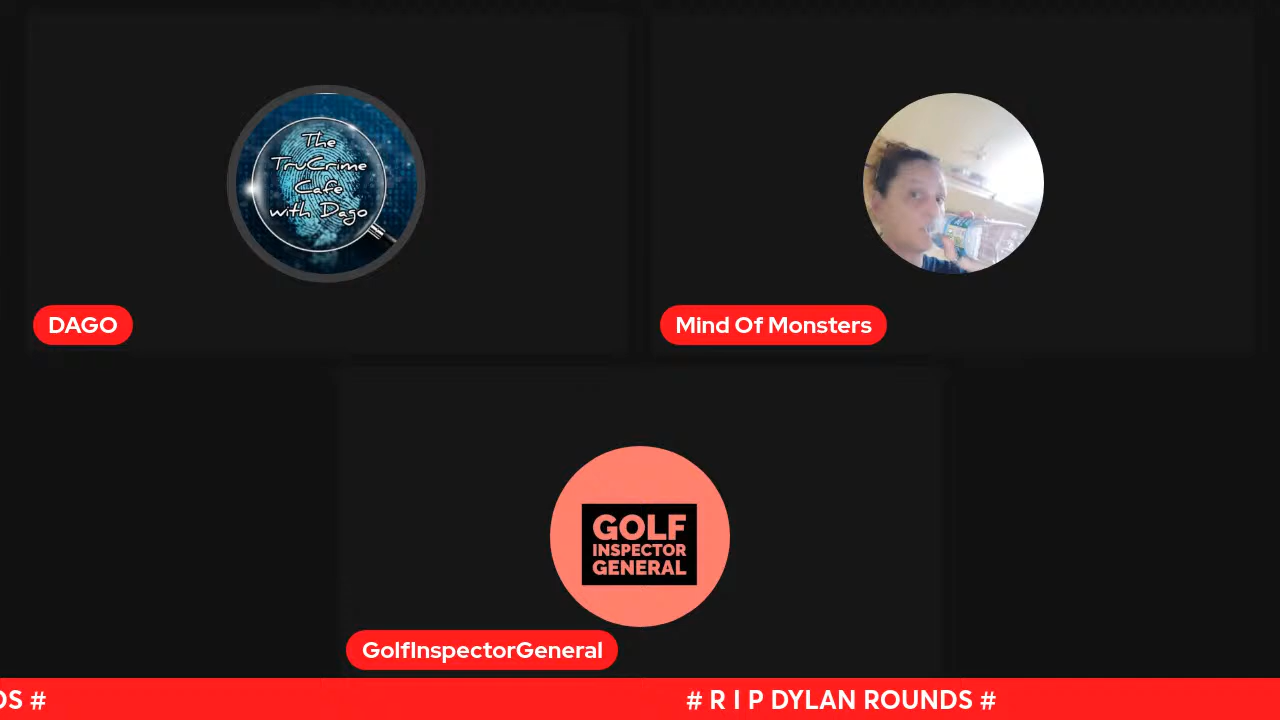 The
TruCrime
Cafe
with Dago
DAGO
Mind Of Monsters
GOLF
INSPECTOR
GENERAL
GolfInspectorGeneral
DS # # R I P DYLAN ROUNDS #